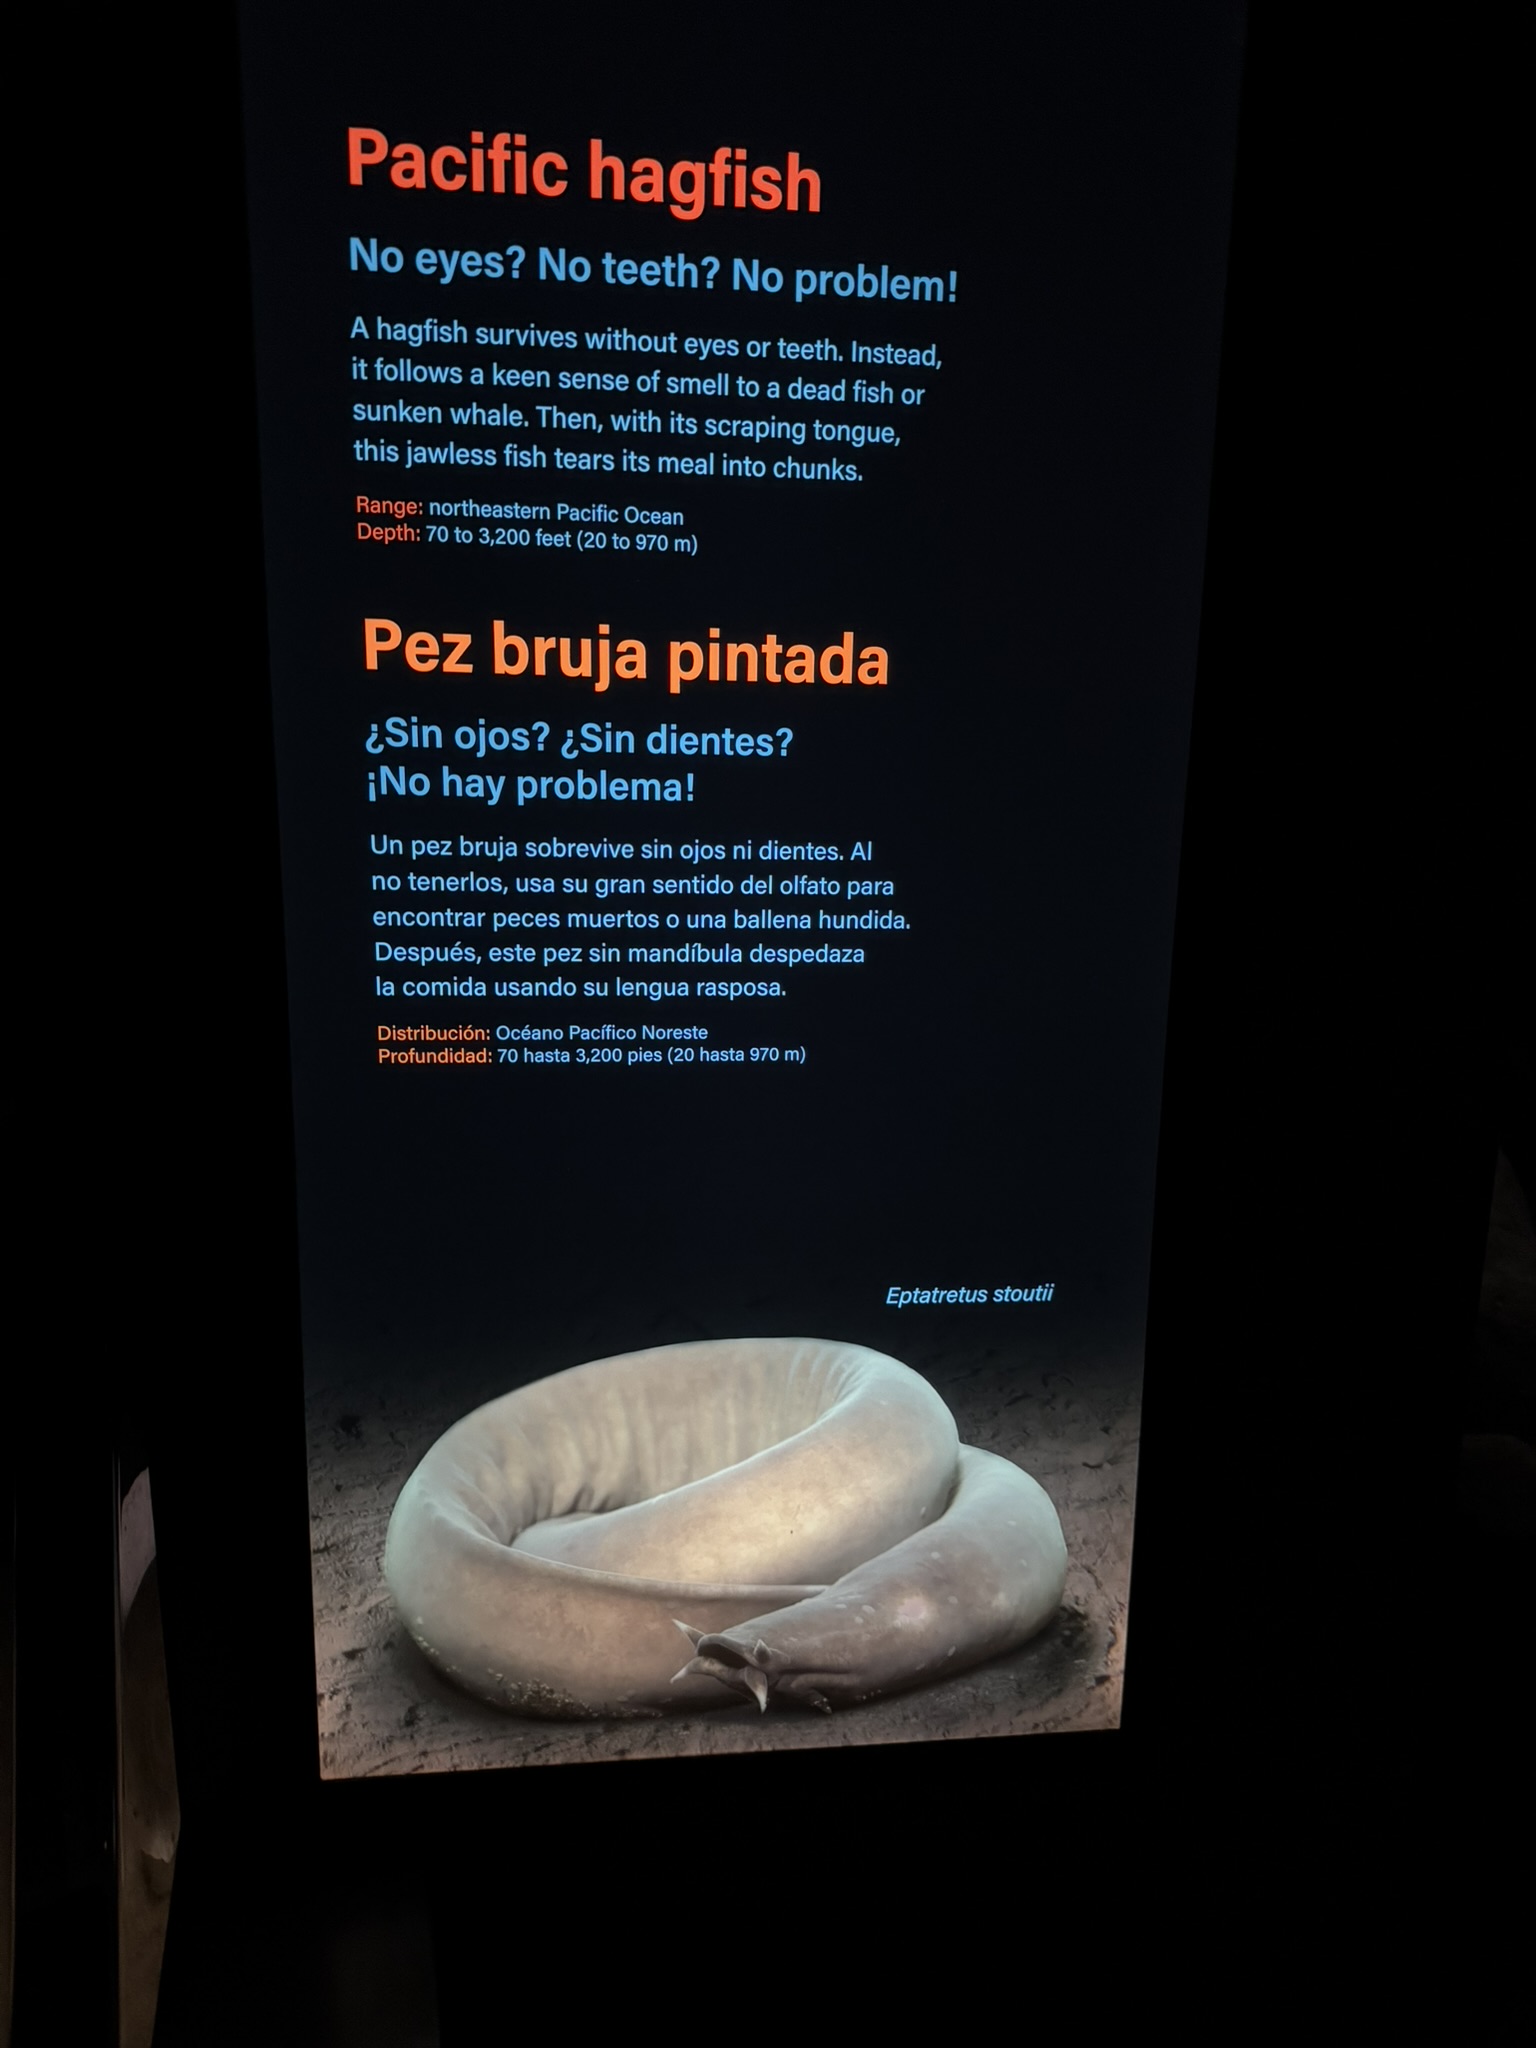 Pacific hagfish
No eyes? No teeth? No problem!
A hagfish survives without eyes or teeth. Instead,
it follows a keen sense of smell to a dead fish or
sunken whale. Then, with its scraping tongue,
this jawless fish tears its meal into chunks.
Range: northeastern Pacific Ocean
Depth: 70 to 3,200 feet (20 to 970 m)
Pez bruja pintada
¿Sin ojos? ¿Sin dientes?
¡No hay problema!
Un pez bruja sobrevive sin ojos ni dientes. Al
no tenerlos, usa su gran sentido del olfato para
encontrar peces muertos o una ballena hundida.
Después, este pez sin mandíbula despedaza
la comida usando su lengua rasposa.
Distribución: Océano Pacífico Noreste
Profundidad: 70 hasta 3,200 pies (20 hasta 970 m)
Eptatretus stoutii